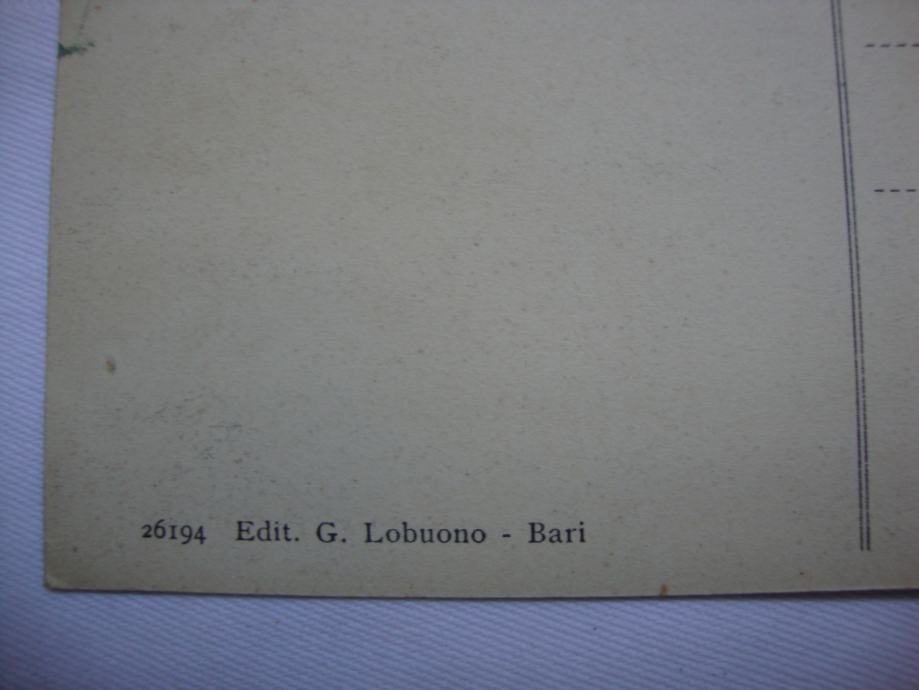 26194 Edit. G. Lobuono - Bari